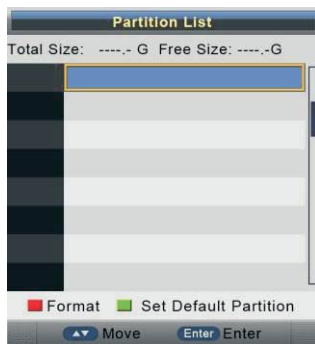 Partition List
Total Size: ----.- G Free Size: ----.-G
Format Set Default Partition
Move Enter Enter